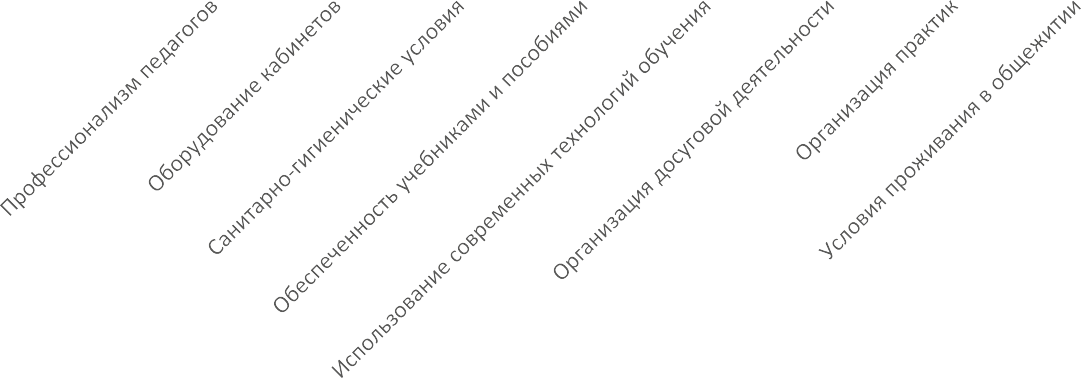 Профессионализм педагогов
Оборудование кабинетов
Санитарно-гигиенические условия
Обеспеченность учебниками и пособиями
Использование современных технологий обучения
Организация досуговой деятельности
Организация практик
Условия проживания в общежитии